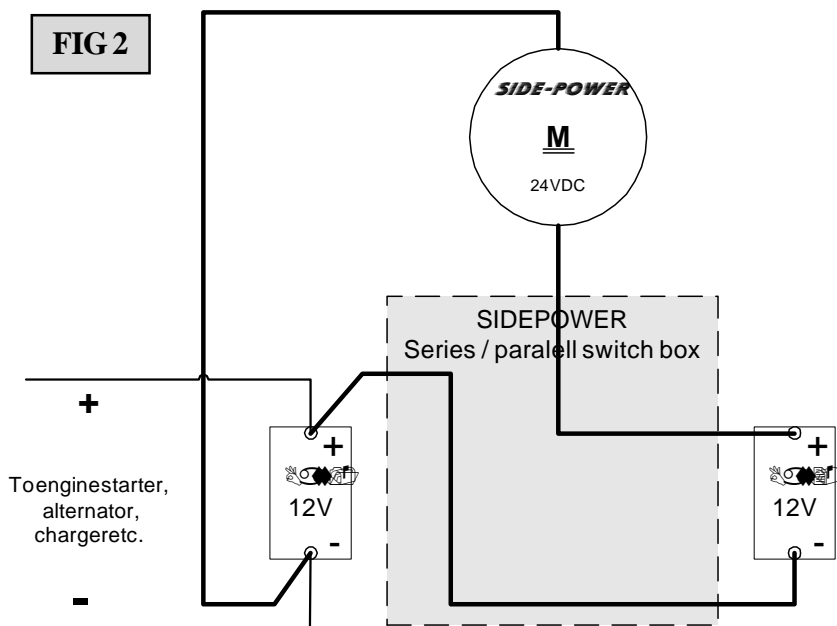 FIG 2
SIDE-POWER
M
24VDC
SIDEPOWER
Series / paralell switch box
+
Toenginestarter,
alternator,
chargeretc.
-
+
12V
-
+
12V
-